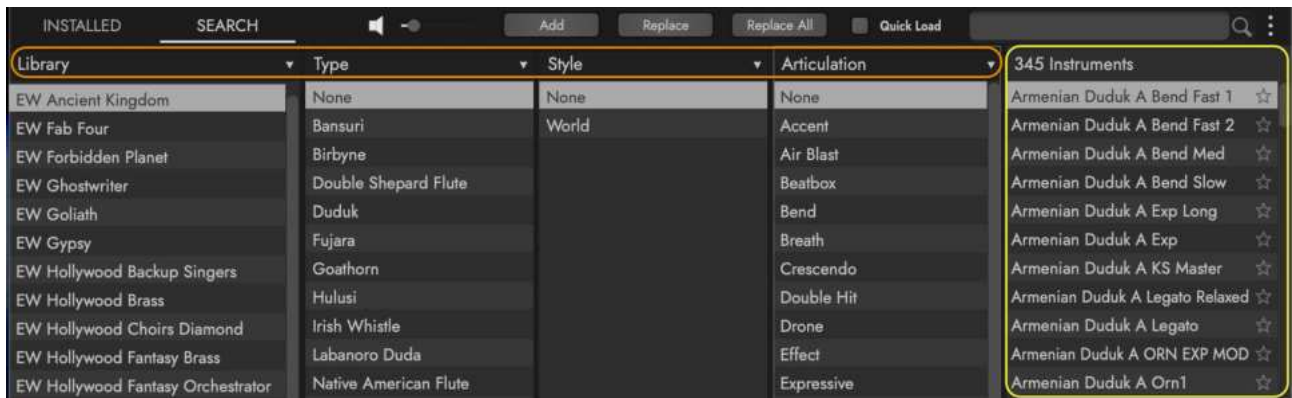 INSTALLED SEARCH Add Replace Replace All Quick Load
Library Type Style Articulation 345 Instruments
EW Ancient Kingdom None None None Armenian Duduk A Bend Fast 1
EW Fab Four Bansuri World Accent Armenian Duduk A Bend Fast 2
EW Forbidden Planet Birbyne Air Blast Armenian Duduk A Bend Med
EW Ghostwriter Double Shepard Flute Beatbox Armenian Duduk A Bend Slow
EW Goliath Duduk Bend Armenian Duduk A Exp Long
EW Gypsy Fujara Breath Armenian Duduk A Exp
EW Hollywood Backup Singers Goathorn Crescendo Armenian Duduk A KS Master
EW Hollywood Brass Hulusi Double Hit Armenian Duduk A Legato Relaxed
EW Hollywood Choirs Diamond Irish Whistle Drone Armenian Duduk A Legato
EW Hollywood Fantasy Brass Labanoro Duda Effect Armenian Duduk A ORN EXP MOD
EW Hollywood Fantasy Orchestrator Native American Flute Expressive Armenian Duduk A Orn1